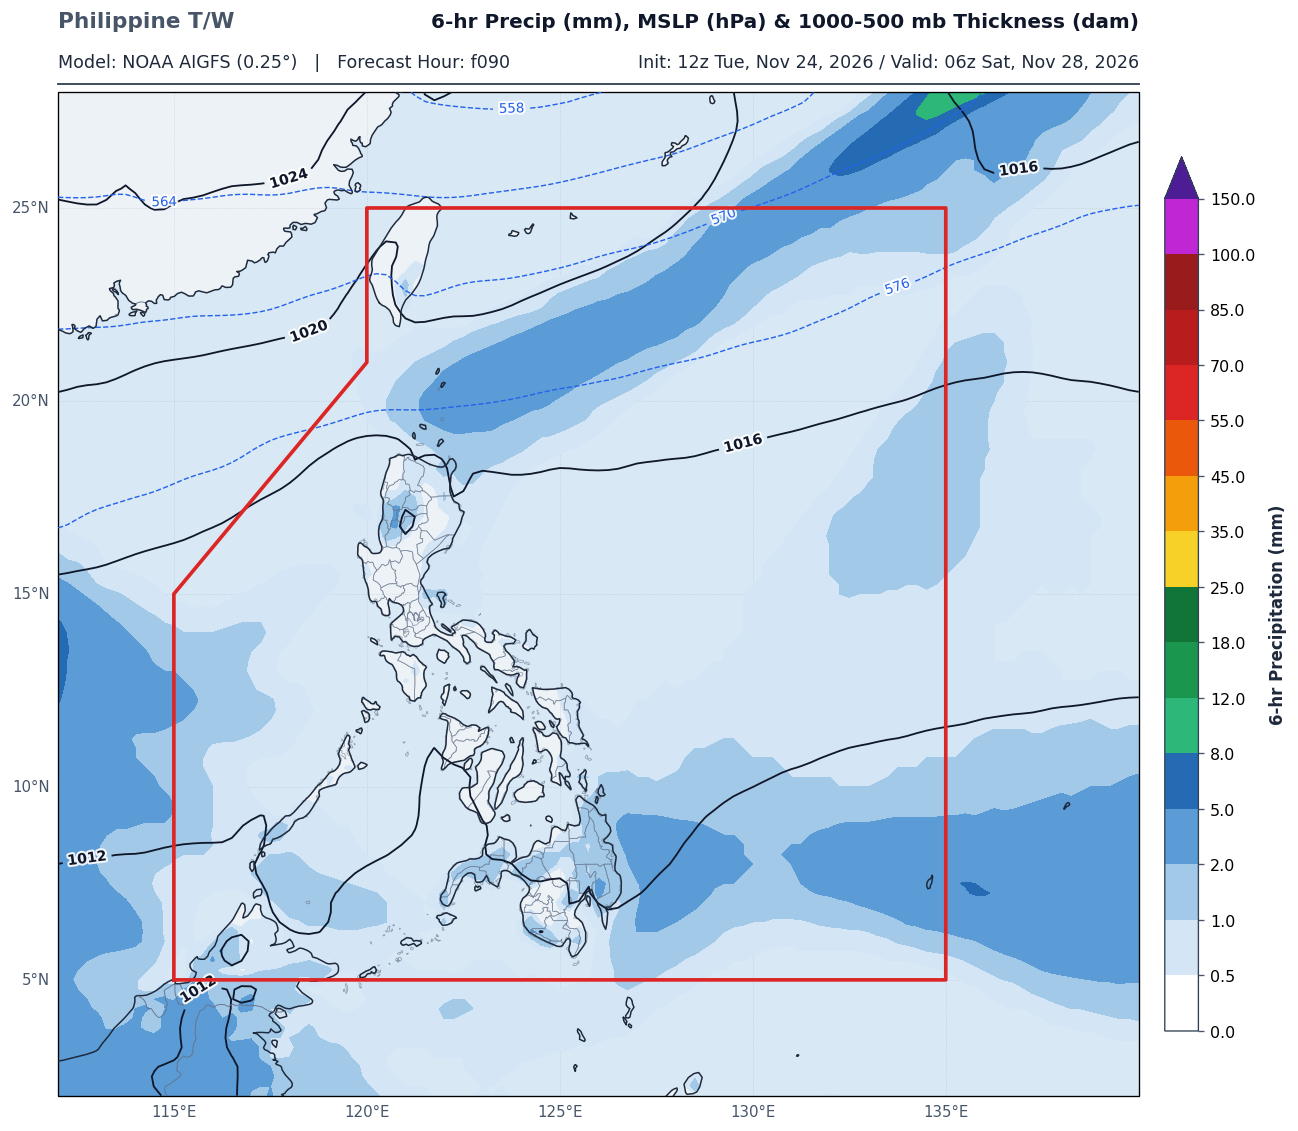 Philippine T/W
6-hr Precip (mm), MSLP (hPa) & 1000-500 mb Thickness (dam)
Model: NOAA AIGFS (0.25°) | Forecast Hour: f090
Init: 12z Tue, Nov 24, 2026 / Valid: 06z Sat, Nov 28, 2026
558
1024
1016
564
25°N
570
576
1020
20°N
1016
15°N
10°N
1012
5°N
1012
115°E
120°E
125°E
130°E
135°E
150.0
100.0
85.0
70.0
55.0
45.0
35.0
25.0
18.0
12.0
8.0
5.0
2.0
1.0
0.5
0.0
6-hr Precipitation (mm)